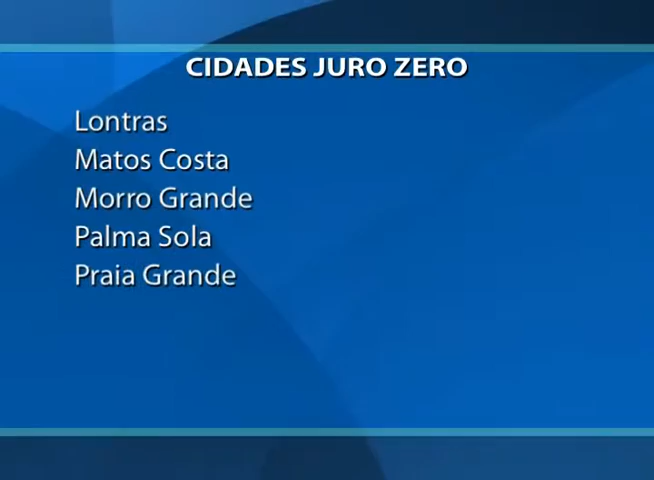 CIDADES JURO ZERO
Lontras
Matos Costa
Morro Grande
Palma Sola
Praia Grande